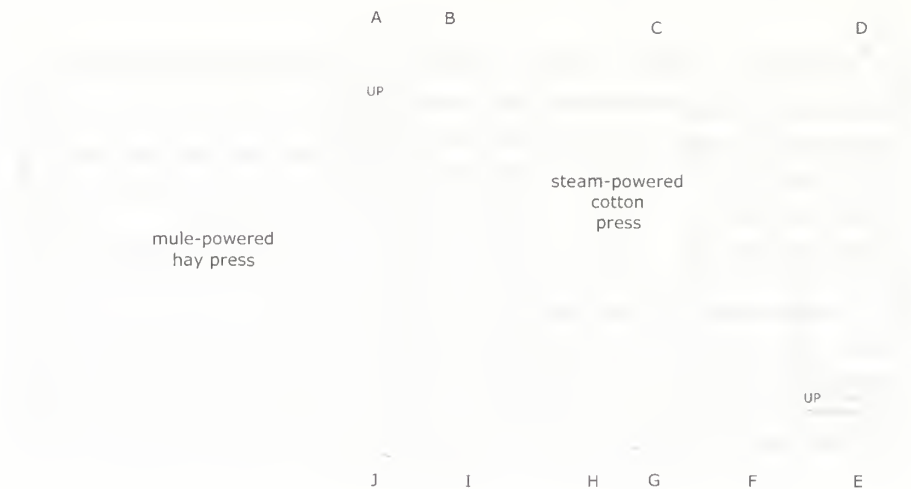 A B C D
UP
steam-powered
cotton
press
mule-powered
hay press
UP
J I H G F E